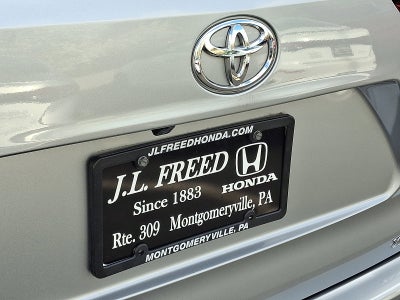 JLFREEDHONDA.COM
J.L. FREED
HONDA
Since 1883
Rte. 309 Montgomeryville, PA
MONTGOMERYVILLE, PA